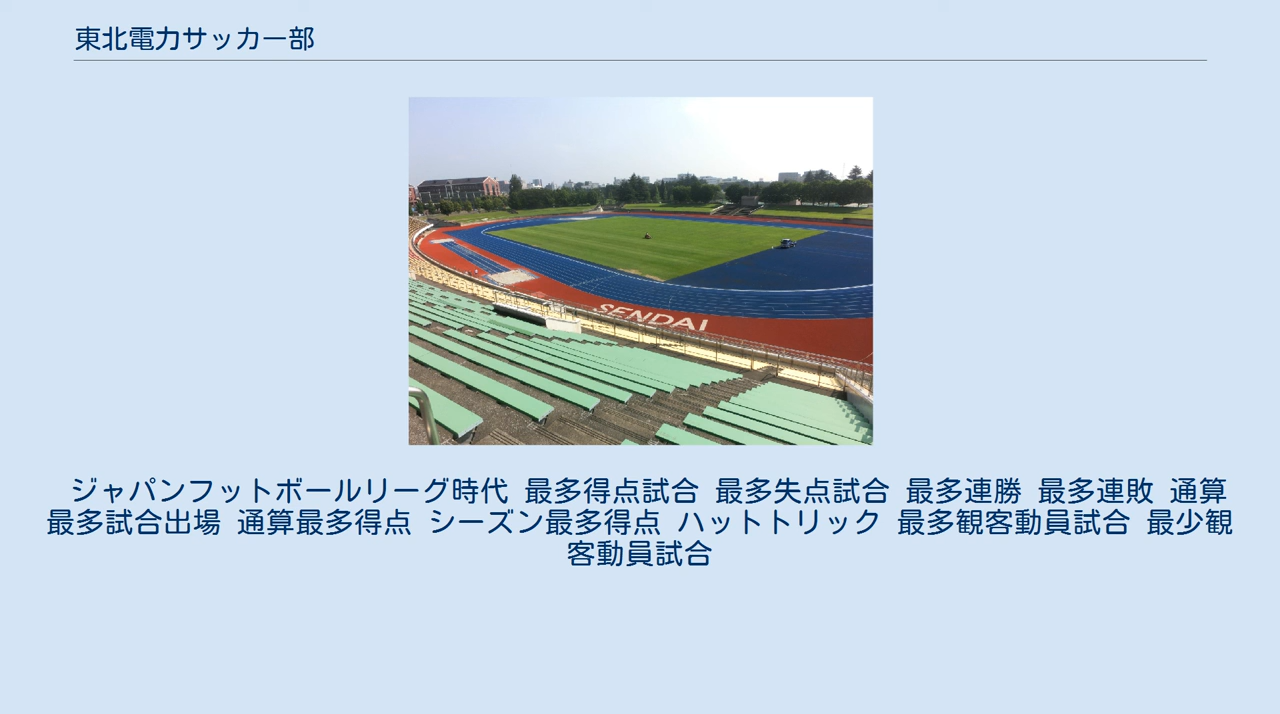 東北電力サッカー部
SENDAI
ジャパンフットボールリーグ時代 最多得点試合 最多失点試合 最多連勝 最多連敗 通算
最多試合出場 通算最多得点 シーズン最多得点 ハットトリック 最多観客動員試合 最少観
客動員試合